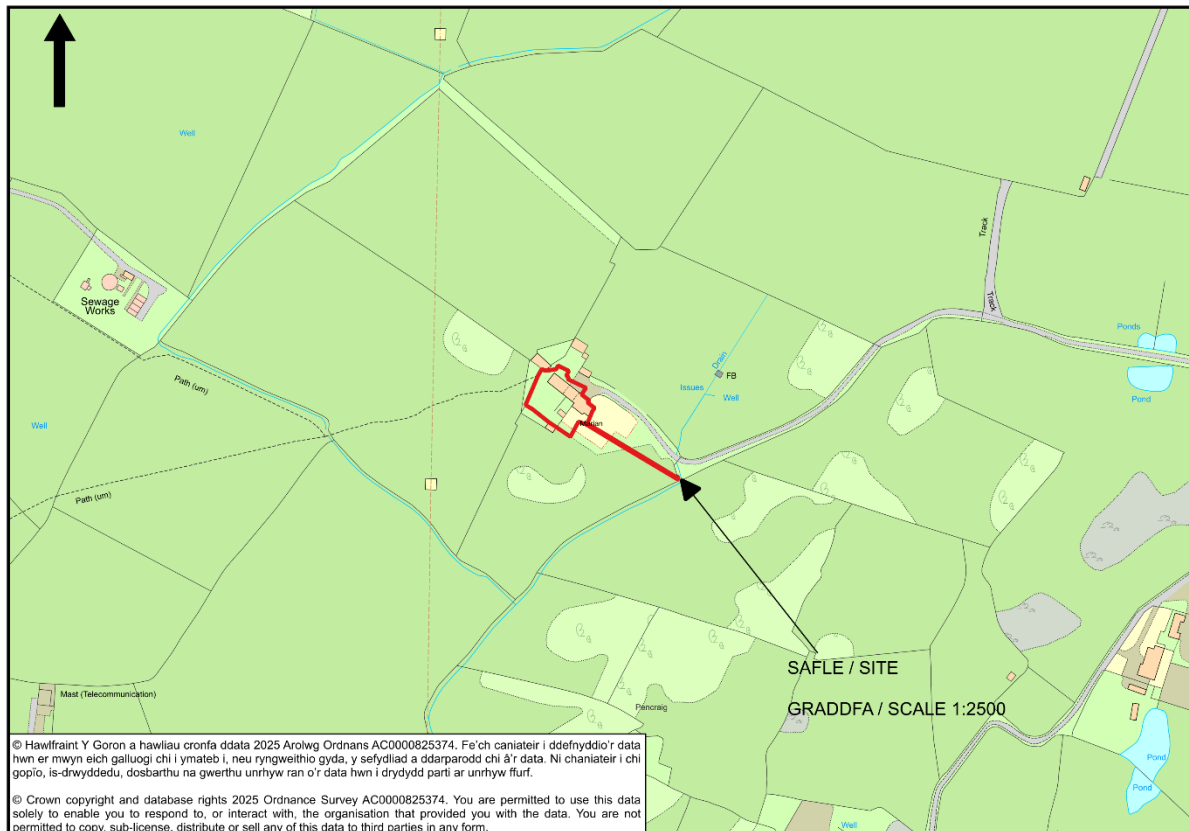 Well
Track
Track
Sewage
Works
Ponds
Drain
FB
Issues
Well
Pond
Path (um)
Well
Path (um)
SAFLE / SITE
GRADDFA / SCALE 1:2500
Mast (Telecommunication)
Pencraig
Pond
Pond
Well
© Hawlfraint Y Goron a hawliau cronfa ddata 2025 Arolwg Ordnans AC0000825374. Fe'ch caniateir i ddefnyddio'r data
hwn er mwyn eich galluogi chi i ymateb i, neu ryngweithio gyda, y sefydliad a ddarparodd chi â'r data. Ni chaniateir i chi
gopïo, is-drwyddedu, dosbarthu na gwerthu unrhyw ran o'r data hwn i drydydd parti ar unrhyw ffurf.
© Crown copyright and database rights 2025 Ordnance Survey AC0000825374. You are permitted to use this data
solely to enable you to respond to, or interact with, the organisation that provided you with the data. You are not
permitted to copy, sub-license, distribute or sell any of this data to third parties in any form.